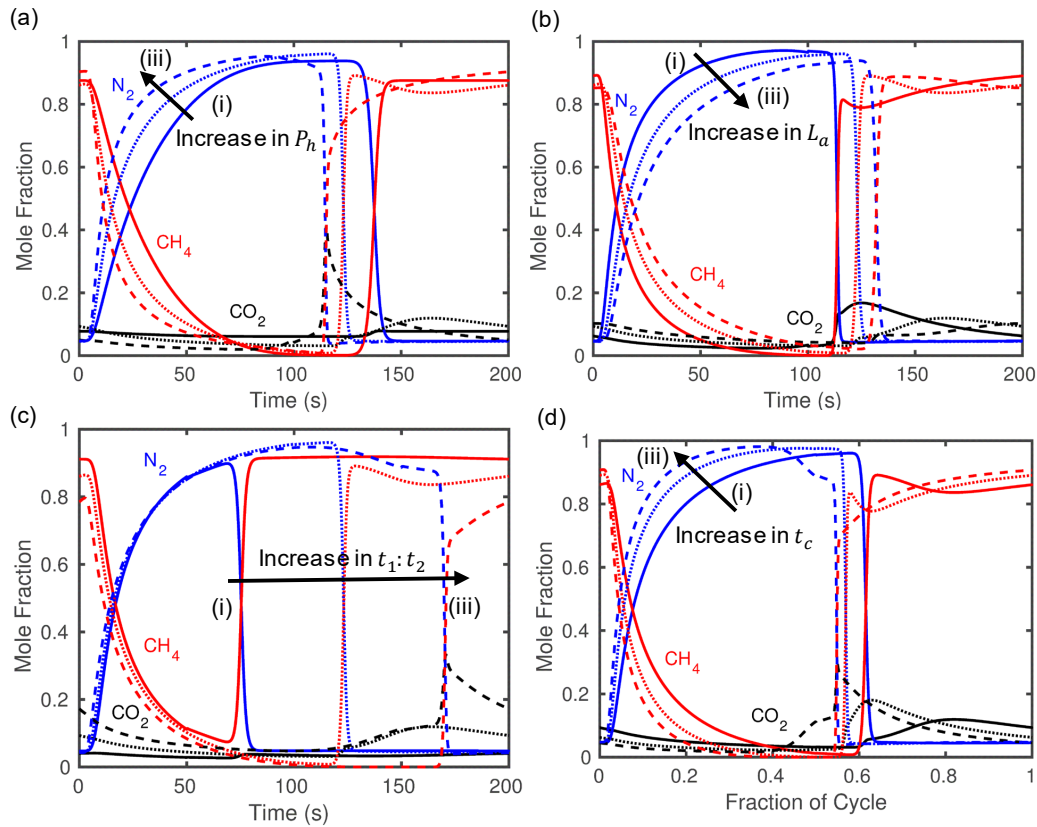 (a)
1
0.8
0.6
0.4
0.2
0
Mole Fraction
(iii)
N₂
(i)
Increase in Pₕ
CH₄
CO₂
0 50 100 150 200
Time (s)
(b)
1
0.8
0.6
0.4
0.2
0
Mole Fraction
(i)
N₂
(iii)
Increase in Lₐ
CH₄
CO₂
0 50 100 150 200
Time (s)
(c)
1
0.8
0.6
0.4
0.2
0
Mole Fraction
N₂
Increase in t₁: t₂
(i)
(iii)
CH₄
CO₂
0 50 100 150 200
Time (s)
(d)
1
0.8
0.6
0.4
0.2
0
Mole Fraction
(iii)
N₂
(i)
Increase in t꜀
CH₄
CO₂
0 0.2 0.4 0.6 0.8 1
Fraction of Cycle